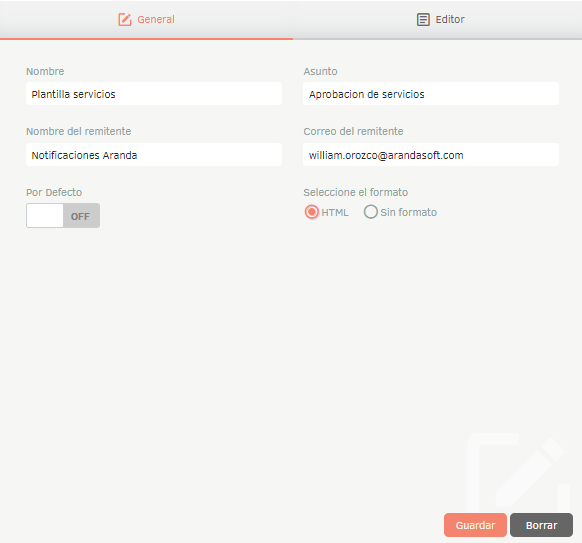 General Editor
Nombre Asunto
Plantilla servicios Aprobacion de servicios
Nombre del remitente Correo del remitente
Notificaciones Aranda william.orozco@arandasoft.com
Por Defecto Seleccione el formato
OFF HTML Sin formato
Guardar Borrar